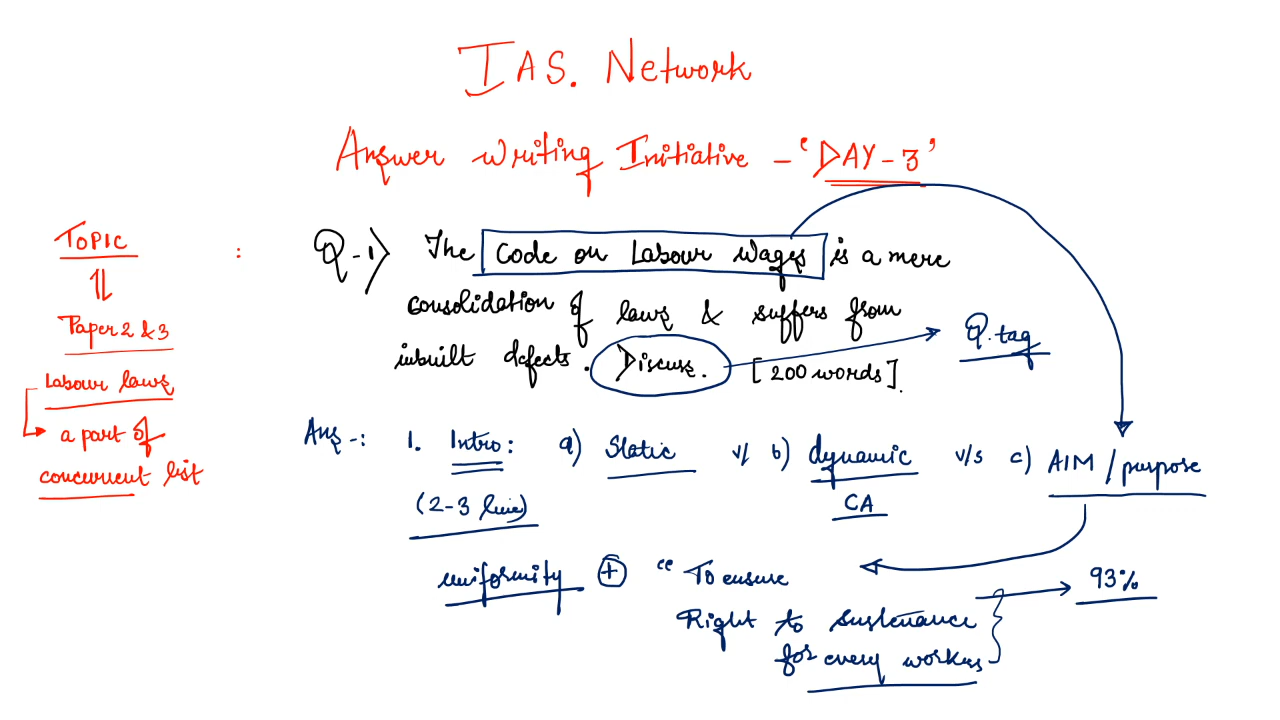 IAS. Network
Answer Writing Initiative - 'DAY-3'
TOPIC :
Paper 2 & 3
Labour laws
a part of
concurrent list
Q-1) The Code on Labour Wages is a mere
consolidation of laws & suffers from
inbuilt defects. Discuss. [200 words].
Q.tag
Ans-: 1. Intro: a) Static v/s b) dynamic v/s c) AIM / purpose
(2-3 line) CA
uniformity + "To ensure
Right to sustenance
for every workers
93%